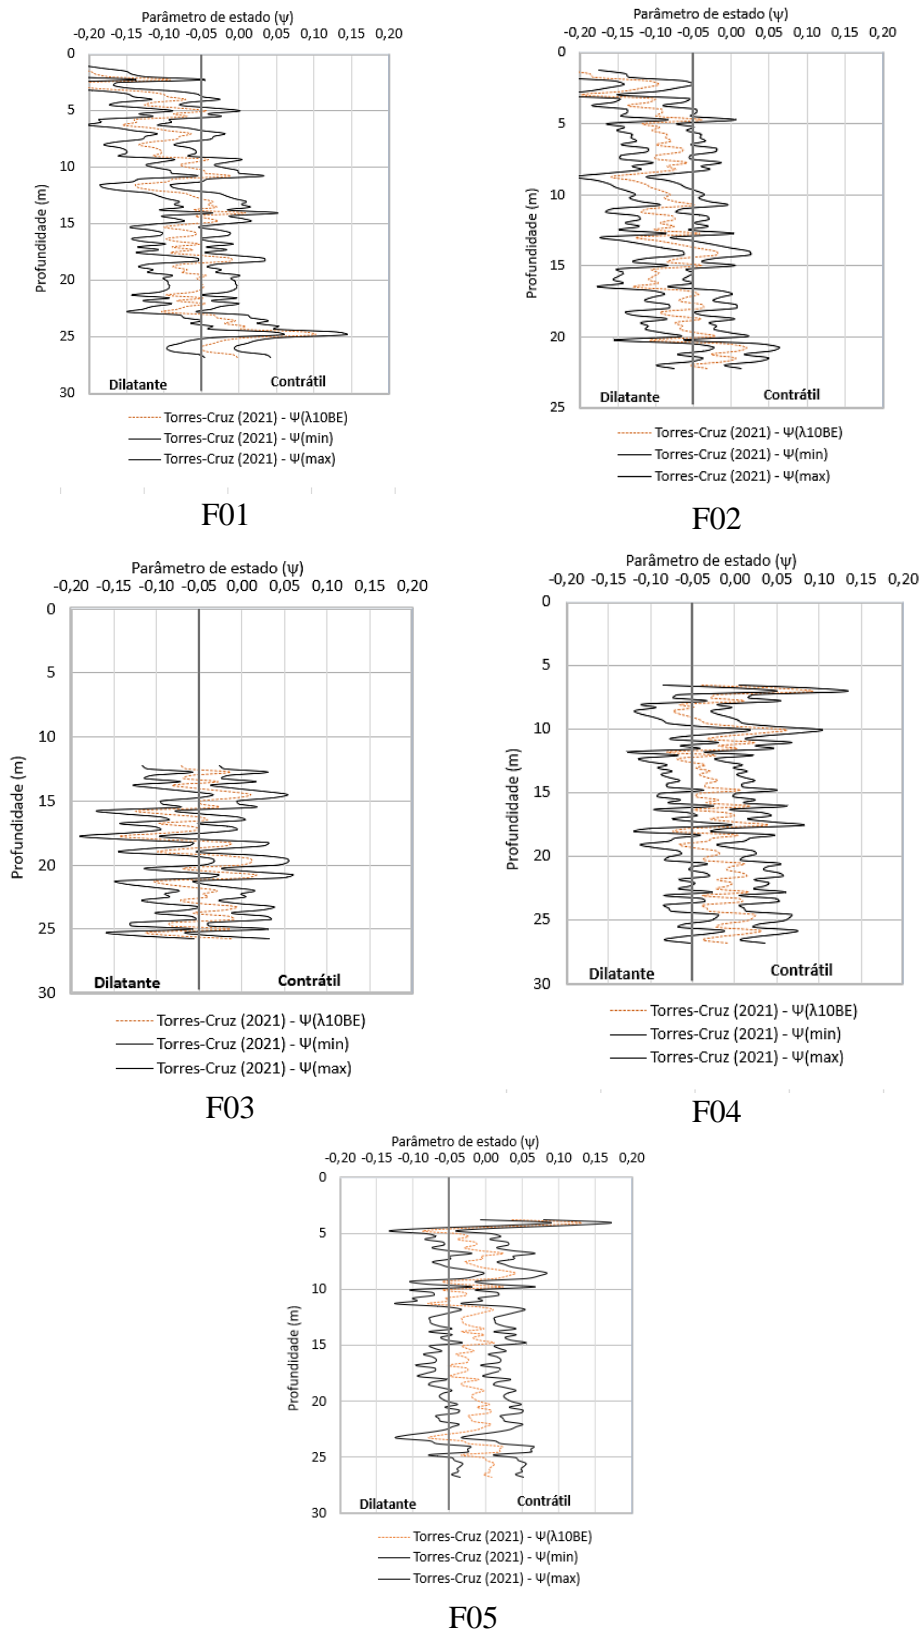 Parâmetro de estado (ψ)
-0,20 -0,15 -0,10 -0,05 0,00 0,05 0,10 0,15 0,20
0
5
10
15
20
25
30
Profundidade (m)
Dilatante Contrátil
Torres-Cruz (2021) - Ψ(λ10BE)
Torres-Cruz (2021) - Ψ(min)
Torres-Cruz (2021) - Ψ(max)
F01
Parâmetro de estado (ψ)
-0,20 -0,15 -0,10 -0,05 0,00 0,05 0,10 0,15 0,20
0
5
10
15
20
25
Profundidade (m)
Dilatante Contrátil
Torres-Cruz (2021) - Ψ(λ10BE)
Torres-Cruz (2021) - Ψ(min)
Torres-Cruz (2021) - Ψ(max)
F02
Parâmetro de estado (ψ)
-0,20 -0,15 -0,10 -0,05 0,00 0,05 0,10 0,15 0,20
0
5
10
15
20
25
30
Profundidade (m)
Dilatante Contrátil
Torres-Cruz (2021) - Ψ(λ10BE)
Torres-Cruz (2021) - Ψ(min)
Torres-Cruz (2021) - Ψ(max)
F03
Parâmetro de estado (ψ)
-0,20 -0,15 -0,10 -0,05 0,00 0,05 0,10 0,15 0,20
0
5
10
15
20
25
30
Profundidade (m)
Dilatante Contrátil
Torres-Cruz (2021) - Ψ(λ10BE)
Torres-Cruz (2021) - Ψ(min)
Torres-Cruz (2021) - Ψ(max)
F04
Parâmetro de estado (ψ)
-0,20 -0,15 -0,10 -0,05 0,00 0,05 0,10 0,15 0,20
0
5
10
15
20
25
30
Profundidade (m)
Dilatante Contrátil
Torres-Cruz (2021) - Ψ(λ10BE)
Torres-Cruz (2021) - Ψ(min)
Torres-Cruz (2021) - Ψ(max)
F05